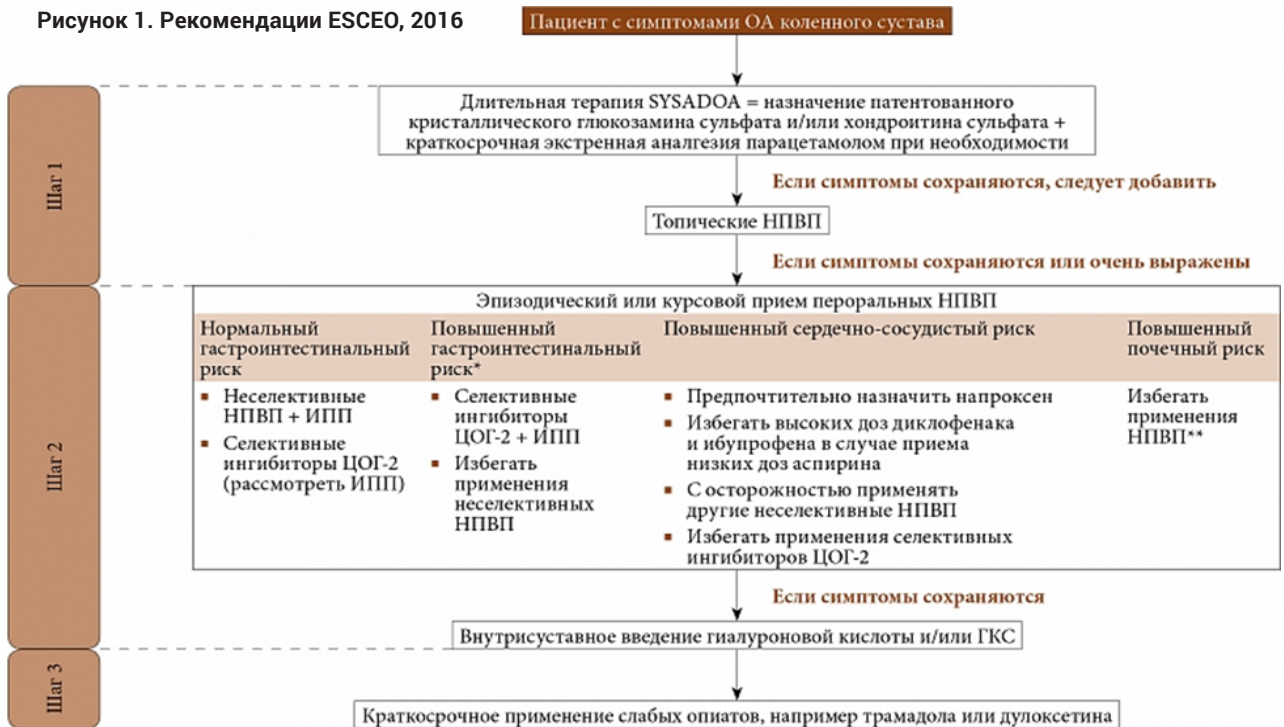 Рисунок 1. Рекомендации ESCEO, 2016
Пациент с симптомами ОА коленного сустава
Шаг 1
Длительная терапия SYSADOA = назначение патентованного
кристаллического глюкозамина сульфата и/или хондроитина сульфата +
краткосрочная экстренная аналгезия парацетамолом при необходимости
Если симптомы сохраняются, следует добавить
Топические НПВП
Если симптомы сохраняются или очень выражены
Шаг 2
Эпизодический или курсовой прием пероральных НПВП
Нормальный
гастроинтестинальный
риск
▪ Неселективные
НПВП + ИПП
▪ Селективные
ингибиторы ЦОГ-2
(рассмотреть ИПП)
Повышенный
гастроинтестинальный
риск*
▪ Селективные
ингибиторы
ЦОГ-2 + ИПП
▪ Избегать
применения
неселективных
НПВП
Повышенный сердечно-сосудистый риск
▪ Предпочтительно назначить напроксен
▪ Избегать высоких доз диклофенака
и ибупрофена в случае приема
низких доз аспирина
▪ С осторожностью применять
другие неселективные НПВП
▪ Избегать применения селективных
ингибиторов ЦОГ-2
Повышенный
почечный риск
Избегать
применения
НПВП**
Если симптомы сохраняются
Внутрисуставное введение гиалуроновой кислоты и/или ГКС
Шаг 3
Краткосрочное применение слабых опиатов, например трамадола или дулоксетина